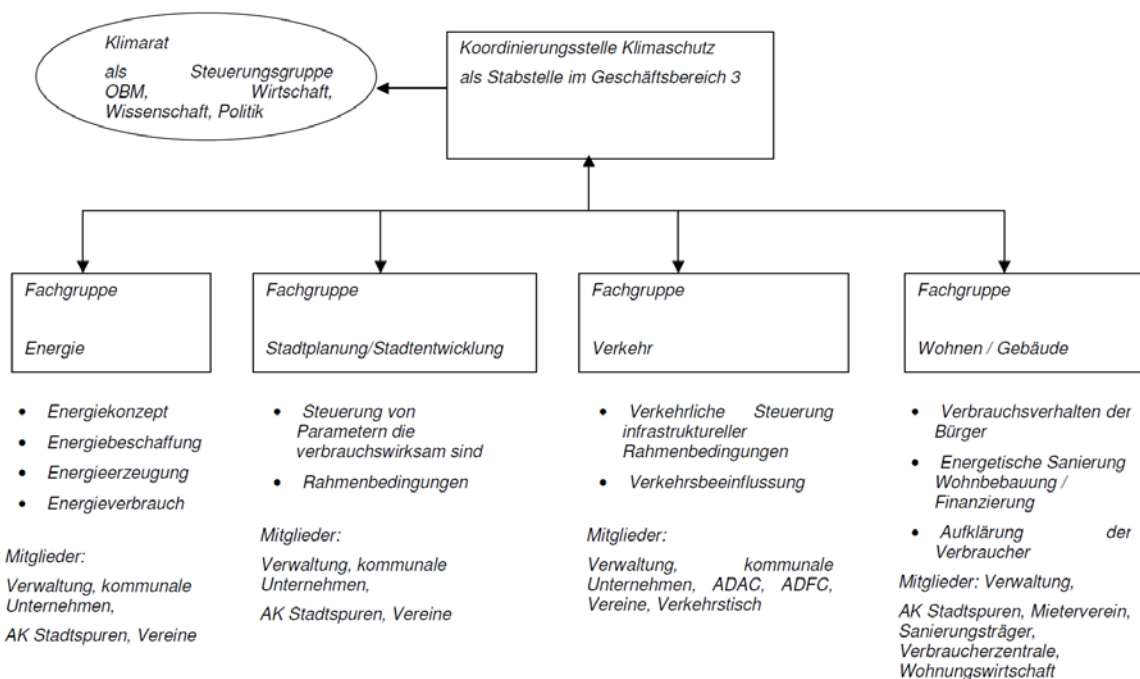 Klimarat
als Steuerungsgruppe
OBM, Wirtschaft,
Wissenschaft, Politik
Koordinierungsstelle Klimaschutz
als Stabstelle im Geschäftsbereich 3
Fachgruppe
Energie
• Energiekonzept
• Energiebeschaffung
• Energieerzeugung
• Energieverbrauch
Mitglieder:
Verwaltung, kommunale
Unternehmen,
AK Stadtspuren, Vereine
Fachgruppe
Stadtplanung/Stadtentwicklung
• Steuerung von
Parametern die
verbrauchswirksam sind
• Rahmenbedingungen
Mitglieder:
Verwaltung, kommunale
Unternehmen,
AK Stadtspuren, Vereine
Fachgruppe
Verkehr
• Verkehrliche Steuerung
infrastruktureller
Rahmenbedingungen
• Verkehrsbeeinflussung
Mitglieder:
Verwaltung, kommunale
Unternehmen, ADAC, ADFC,
Vereine, Verkehrstisch
Fachgruppe
Wohnen / Gebäude
• Verbrauchsverhalten der
Bürger
• Energetische Sanierung
Wohnbebauung /
Finanzierung
• Aufklärung der
Verbraucher
Mitglieder: Verwaltung,
AK Stadtspuren, Mieterverein,
Sanierungsträger,
Verbraucherzentrale,
Wohnungswirtschaft